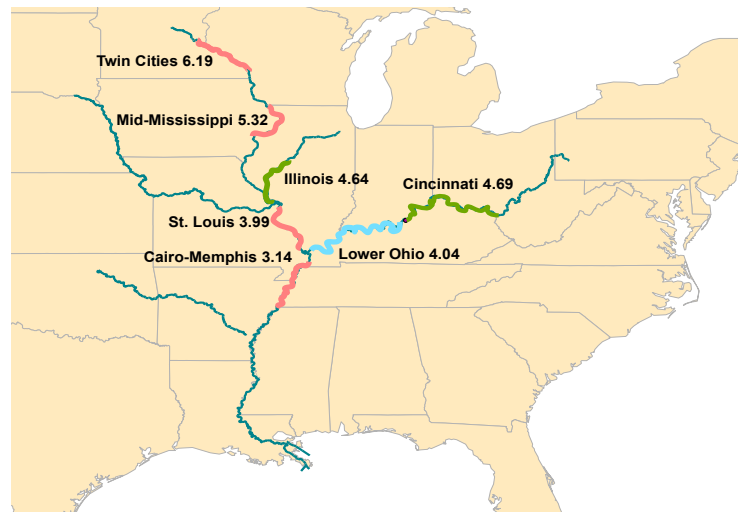 Twin Cities 6.19
Mid-Mississippi 5.32
Illinois 4.64
Cincinnati 4.69
St. Louis 3.99
Cairo-Memphis 3.14
Lower Ohio 4.04